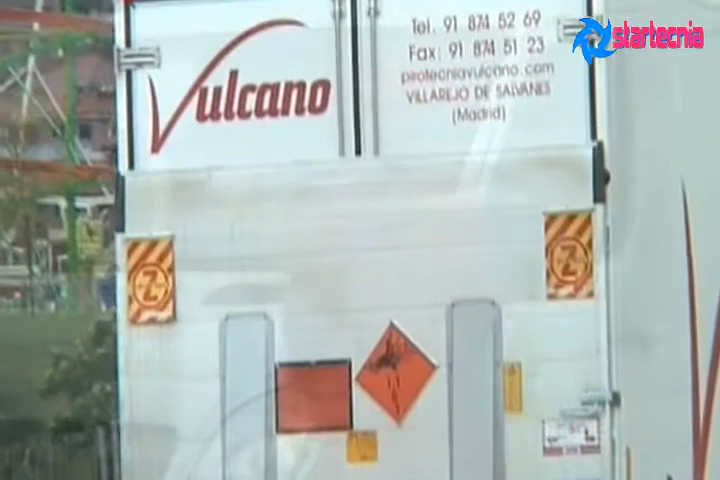 Vulcano
Tel. 91 874 52 69
Fax: 91 874 51 23
pirotecniavulcano.com
VILLAREJO DE SALVANES
(Madrid)
startecnia
Z
Z